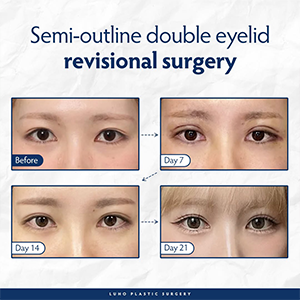 Semi-outline double eyelid
revisional surgery
Before
Day 7
Day 14
Day 21
LUHO PLASTIC SURGERY